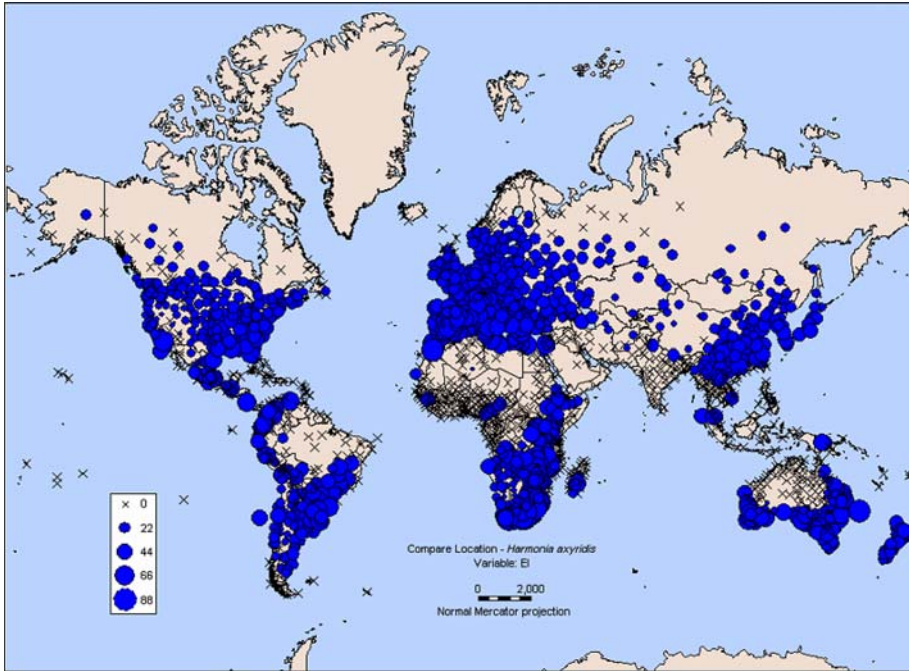 0
22
44
66
88
Compare Location - Harmonia axyridis
Variable: EI
0 2,000
Normal Mercator projection